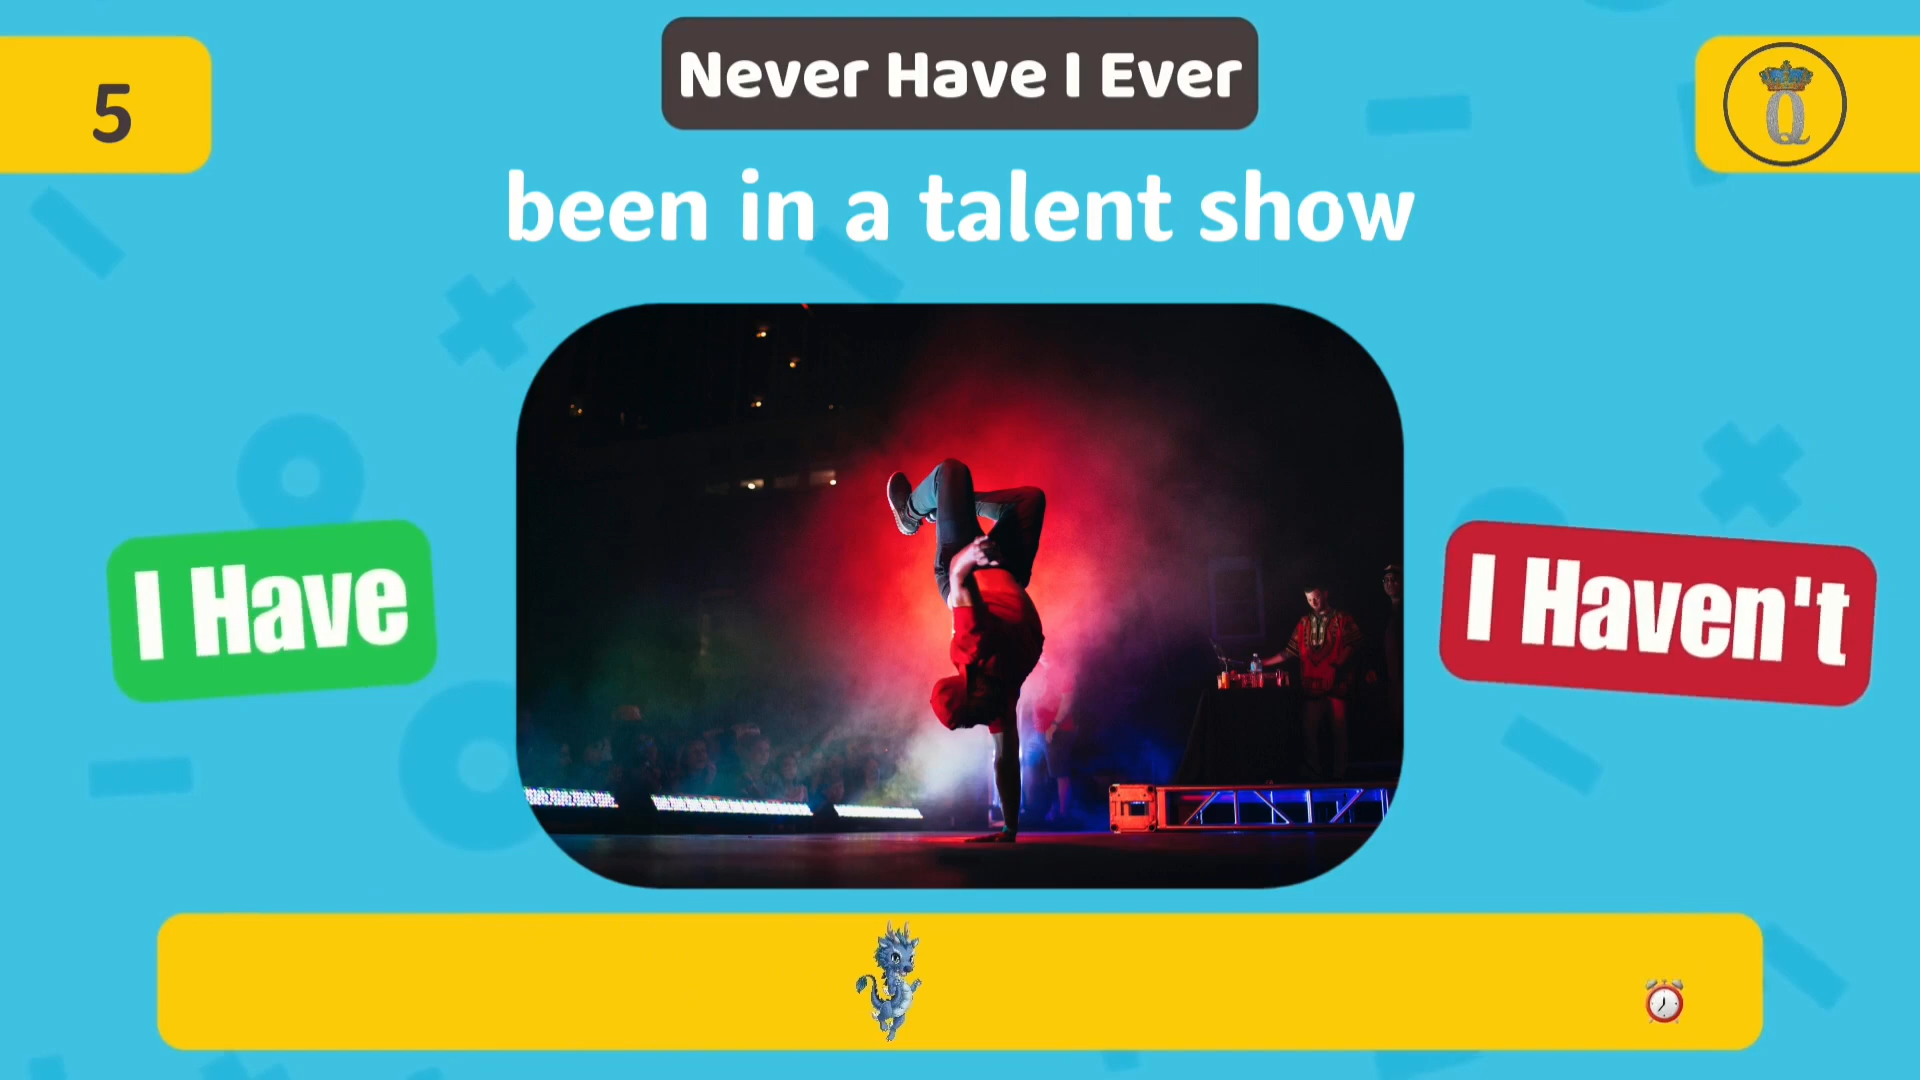 Never Have I Ever
5
Q
been in a talent show
I Have
I Haven't